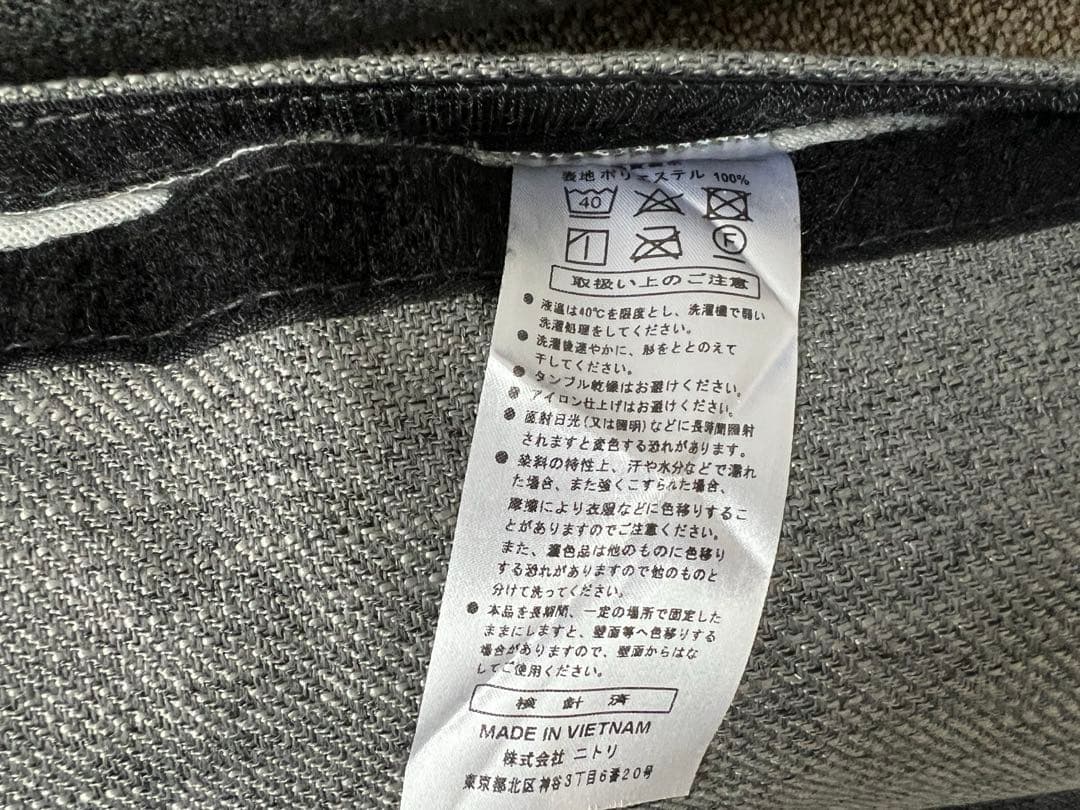 表地 ポリエステル 100%
40
F
取扱い上のご注意
● 液温は40℃を限度とし、洗濯機で弱い
洗濯処理をしてください。
● 洗濯後速やかに、形をととのえて
干してください。
● タンブル乾燥はお避けください。
● アイロン仕上げはお避けください。
● 直射日光(又は照明)などに長時間照射
されますと変色する恐れがあります。
● 染料の特性上、汗や水分などで濡れ
た場合、また強くこすられた場合、
摩擦により衣服などに色移りするこ
とがありますのでご注意ください。
また、濃色品は他のものに色移り
する恐れがありますので他のものと
分けて洗ってください。
● 本品を長期間、一定の場所で固定した
ままにしますと、壁面等へ色移りする
場合がありますので、壁面からはな
してご使用ください。
検針済
MADE IN VIETNAM
株式会社 ニトリ
東京都北区神谷3丁目6番20号